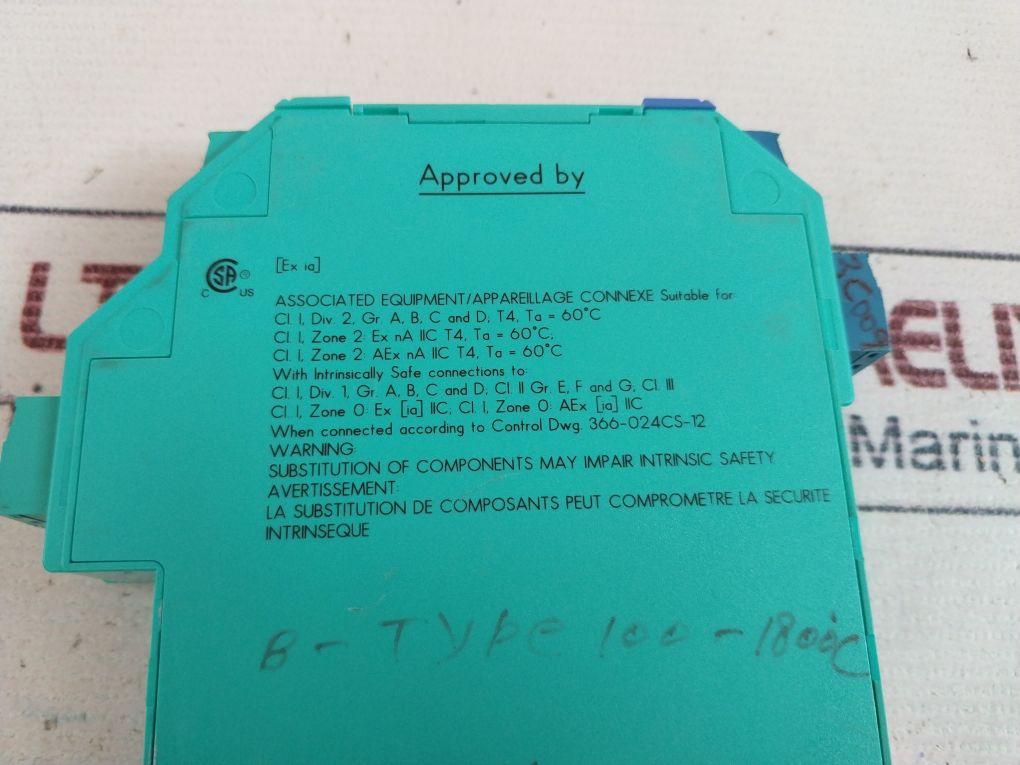 Approved by
[Ex ia]
CSA ®
C US
ASSOCIATED EQUIPMENT/APPAREILLAGE CONNEXE Suitable for:
Cl. I, Div. 2, Gr. A, B, C and D; T4, Ta = 60°C
Cl. I, Zone 2: Ex nA IIC T4, Ta = 60°C;
Cl. I, Zone 2: AEx nA IIC T4, Ta = 60°C
With Intrinsically Safe connections to:
Cl. I, Div. 1, Gr. A, B, C and D; Cl. II Gr. E, F and G; Cl. III
Cl. I, Zone 0: Ex [ia] IIC; Cl. I, Zone 0: AEx [ia] IIC
When connected according to Control Dwg. 366-024CS-12
WARNING:
SUBSTITUTION OF COMPONENTS MAY IMPAIR INTRINSIC SAFETY
AVERTISSEMENT:
LA SUBSTITUTION DE COMPOSANTS PEUT COMPROMETRE LA SECURITE
INTRINSEQUE
B - Type 100 - 1800°C
Marin